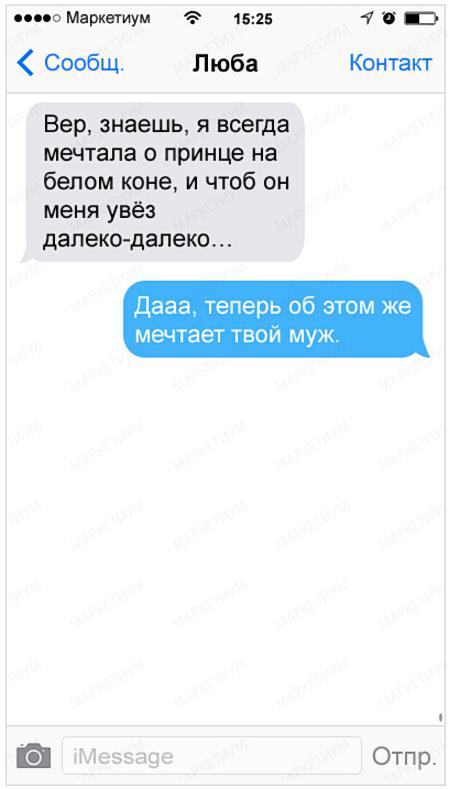 Маркетиум 15:25
Сообщ. Люба Контакт
Вер, знаешь, я всегда
мечтала о принце на
белом коне, и чтоб он
меня увёз
далеко-далеко...
Дааа, теперь об этом же
мечтает твой муж.
iMessage Отпр.
МАРКЕТИУМ